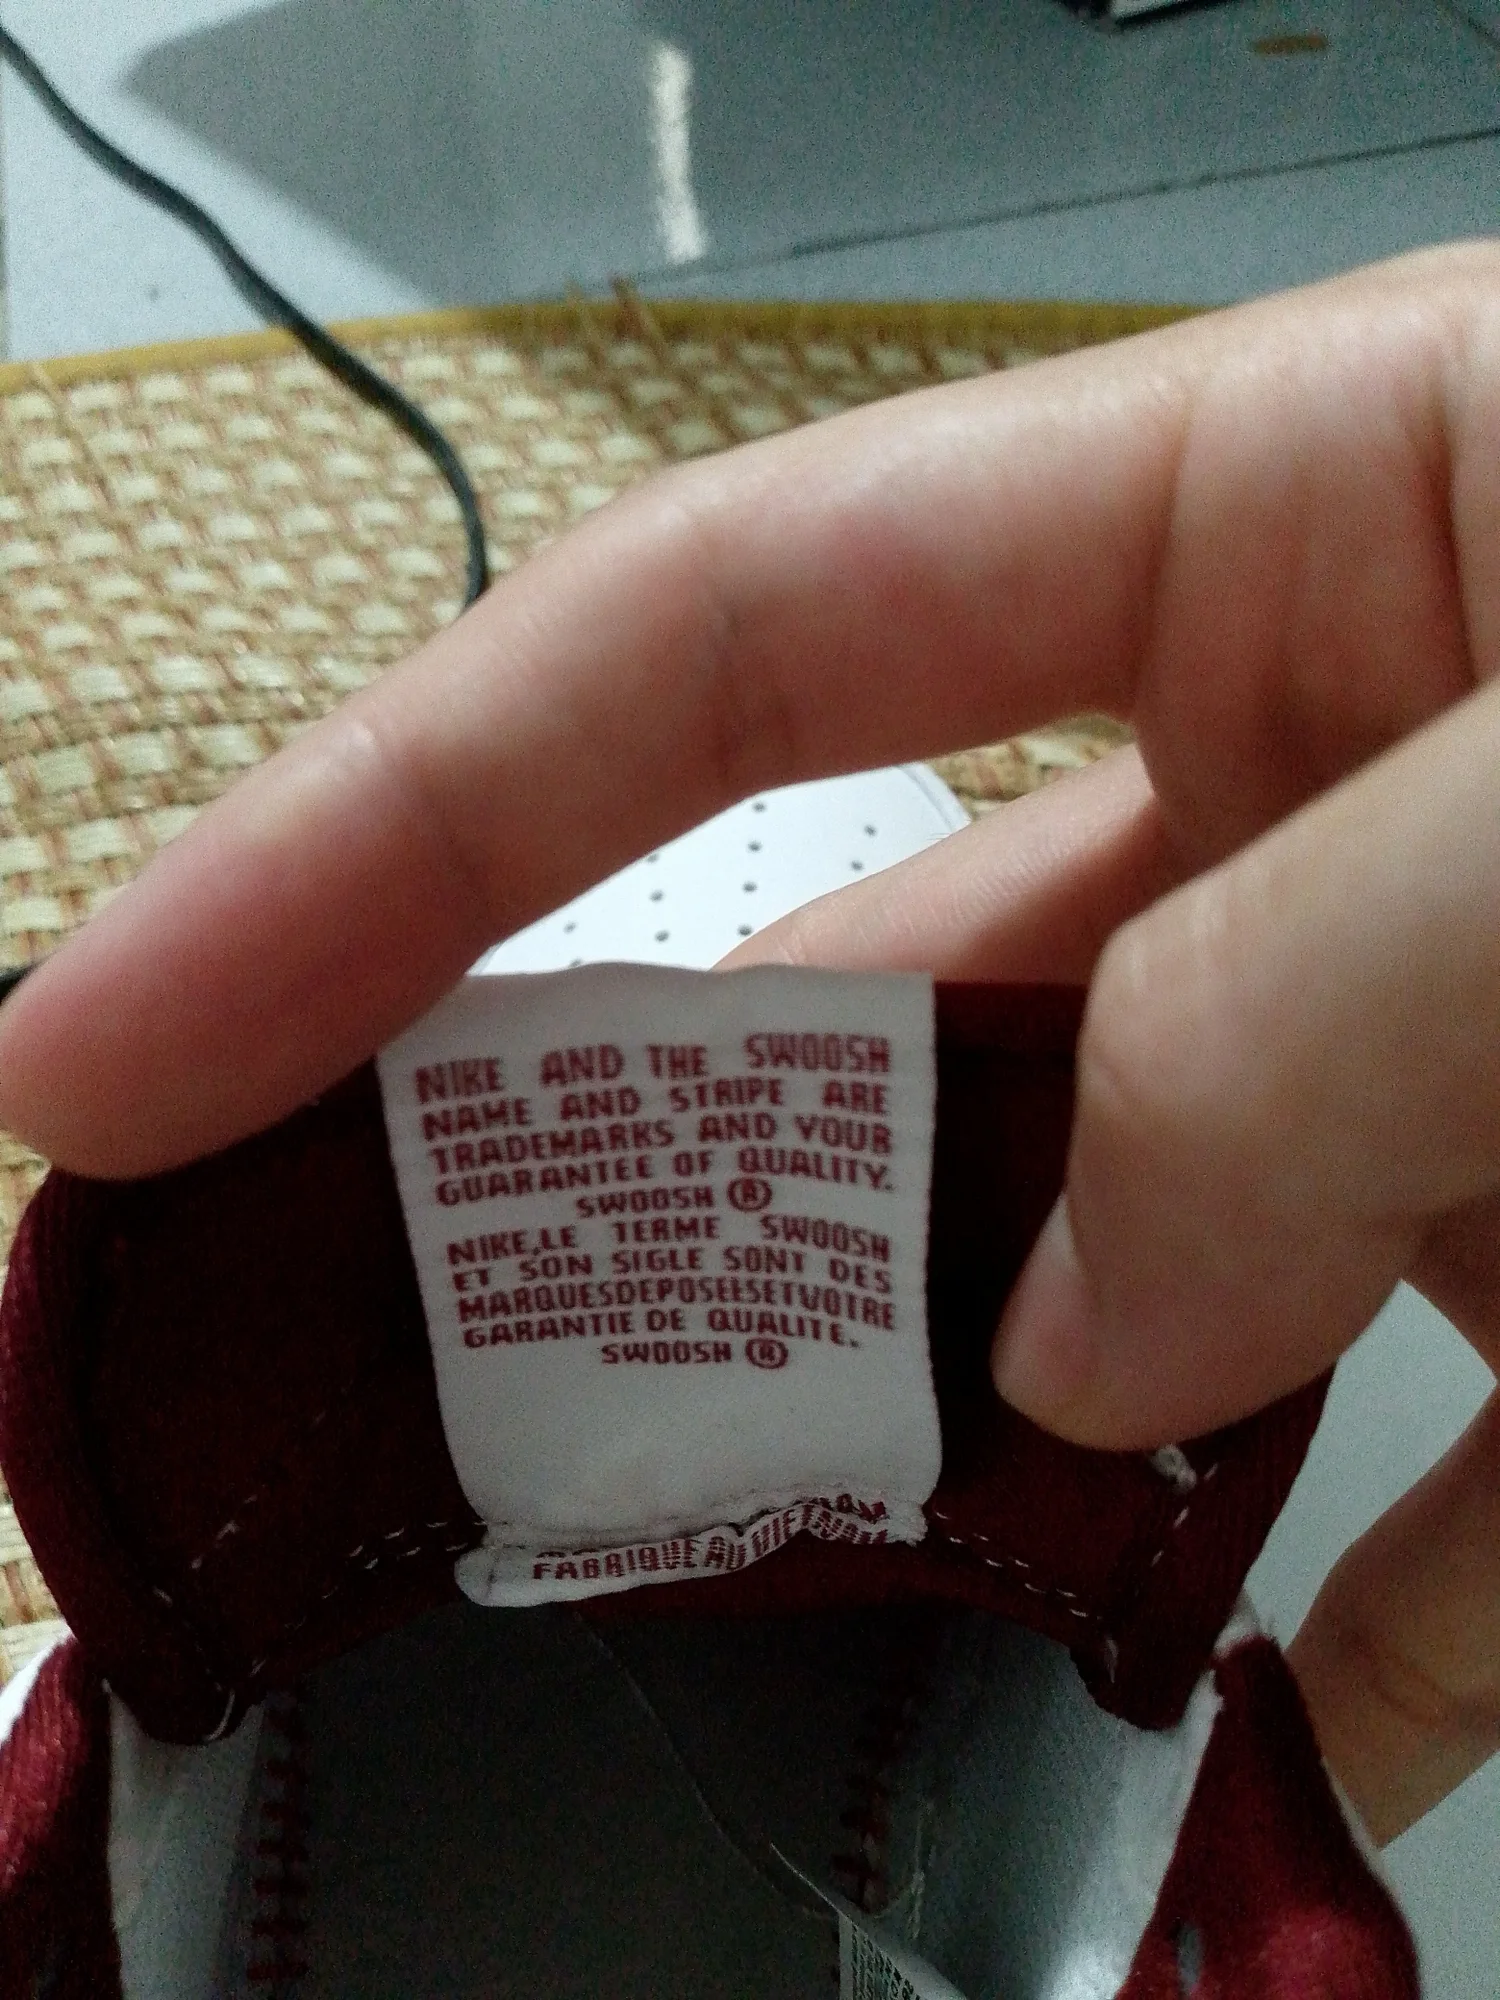 NIKE AND THE SWOOSH
NAME AND STRIPE ARE
TRADEMARKS AND YOUR
GUARANTEE OF QUALITY.
SWOOSH ®
NIKE,LE TERME SWOOSH
ET SON SIGLE SONT DES
MARQUESDEPOSEESETVOTRE
GARANTIE DE QUALITE.
SWOOSH ®
FABRIQUE AU VIETNAM